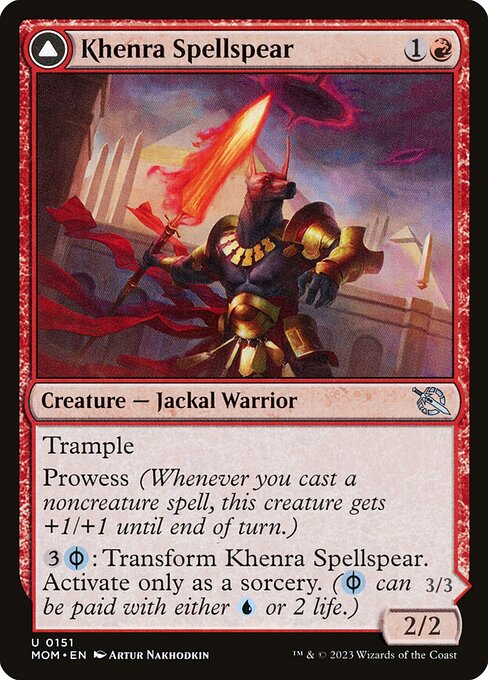 Khenra Spellspear 1
Creature — Jackal Warrior
Trample
Prowess (Whenever you cast a
noncreature spell, this creature gets
+1/+1 until end of turn.)
3 : Transform Khenra Spellspear.
Activate only as a sorcery. ( can
be paid with either or 2 life.)
3/3
2/2
U 0151
MOM • EN Artur Nakhodkin
™ & © 2023 Wizards of the Coast